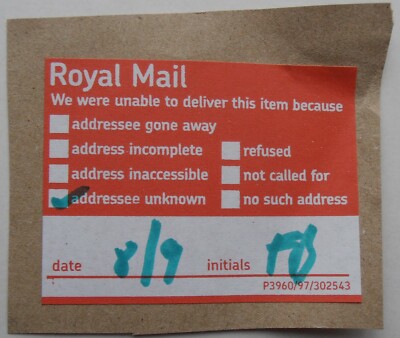 Royal Mail
We were unable to deliver this item because
addressee gone away
address incomplete refused
address inaccessible not called for
addressee unknown no such address
date 8/9 initials
P3960/97/302543